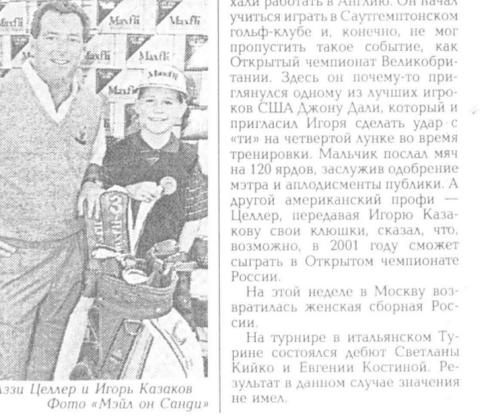 Maxfli
Maxfli
Maxfli
Maxfli
хали работать в Англию. Он начал
учиться играть в Саутгемптонском
гольф-клубе и, конечно, не мог
пропустить такое событие, как
Открытый чемпионат Великобри-
тании. Здесь он почему-то при-
глянулся одному из лучших игро-
ков США Джону Дали, который и
пригласил Игоря сделать удар с
«ти» на четвертой лунке во время
тренировки. Мальчик послал мяч
на 120 ярдов, заслужив одобрение
мэтра и аплодисменты публики. А
другой американский профи —
Целлер, передавая Игорю Каза-
кову свои клюшки, сказал, что,
возможно, в 2001 году сможет
сыграть в Открытом чемпионате
России.
На этой неделе в Москву воз-
вратилась женская сборная Рос-
сии.
На турнире в итальянском Ту-
рине состоялся дебют Светланы
Кийко и Евгении Костиной. Ре-
зультат в данном случае значения
не имел.
Целлер и Игорь Казаков
Фото «Мэйл он Санди»